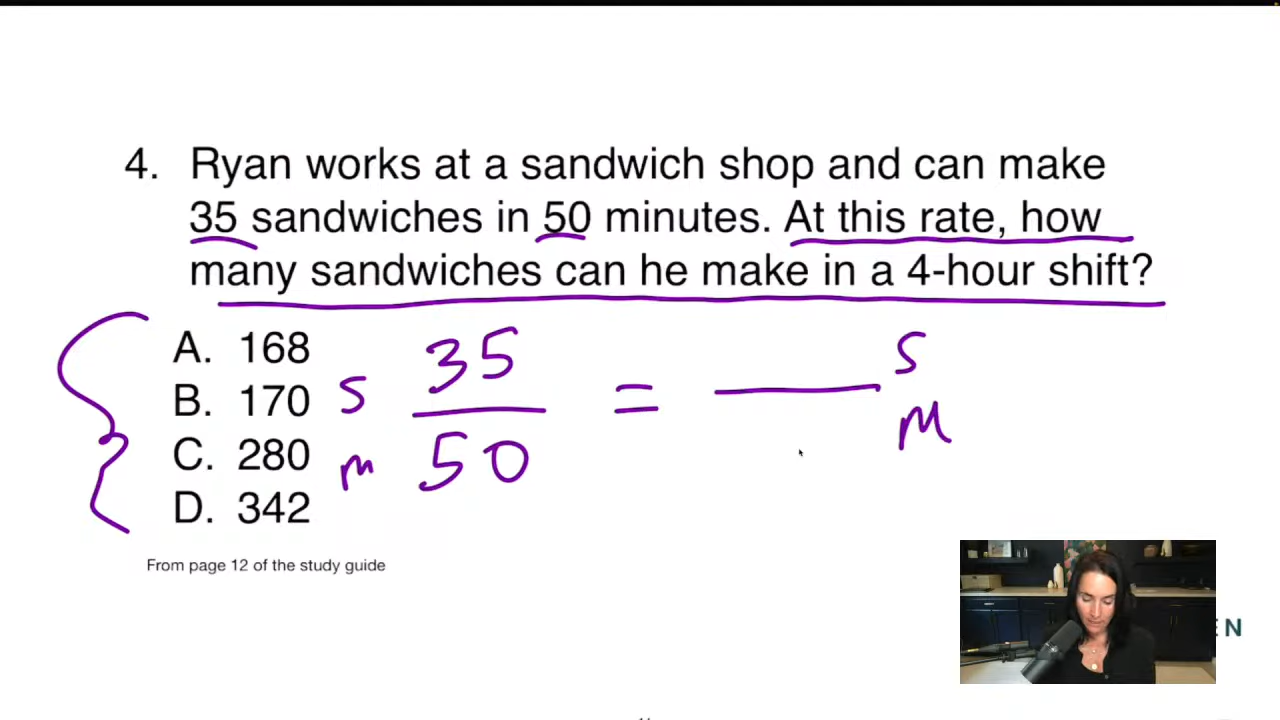 4. Ryan works at a sandwich shop and can make
35 sandwiches in 50 minutes. At this rate, how
many sandwiches can he make in a 4-hour shift?
A. 168
B. 170
C. 280
D. 342
S 35 = S
M 50 M
From page 12 of the study guide
EN